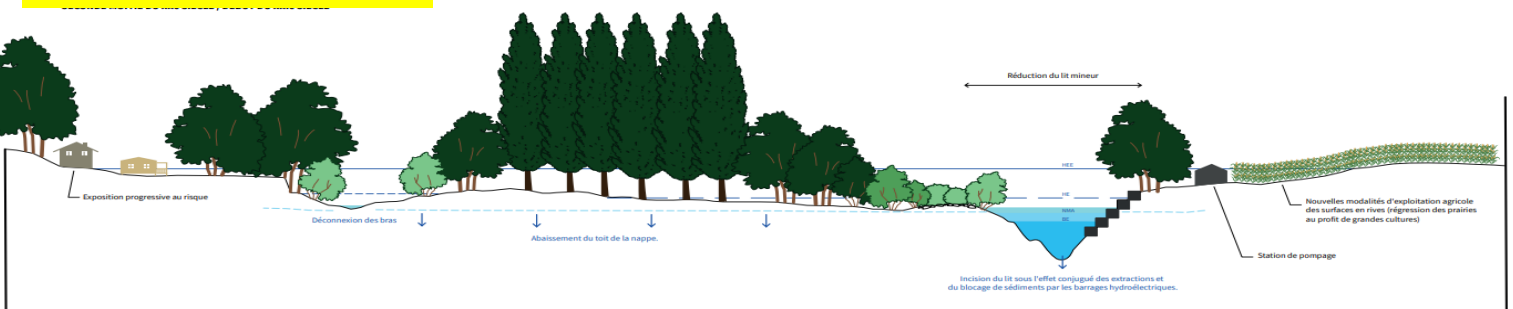 Réduction du lit mineur
HEE
Exposition progressive au risque
HE
Nouvelles modalités d'exploitation agricole
des surfaces en rives (régression des prairies
au profit de grandes cultures)
Déconnexion des bras
Abaissement du toit de la nappe.
Station de pompage
Incision du lit sous l'effet conjugué des extractions et
du blocage de sédiments par les barrages hydroélectriques.